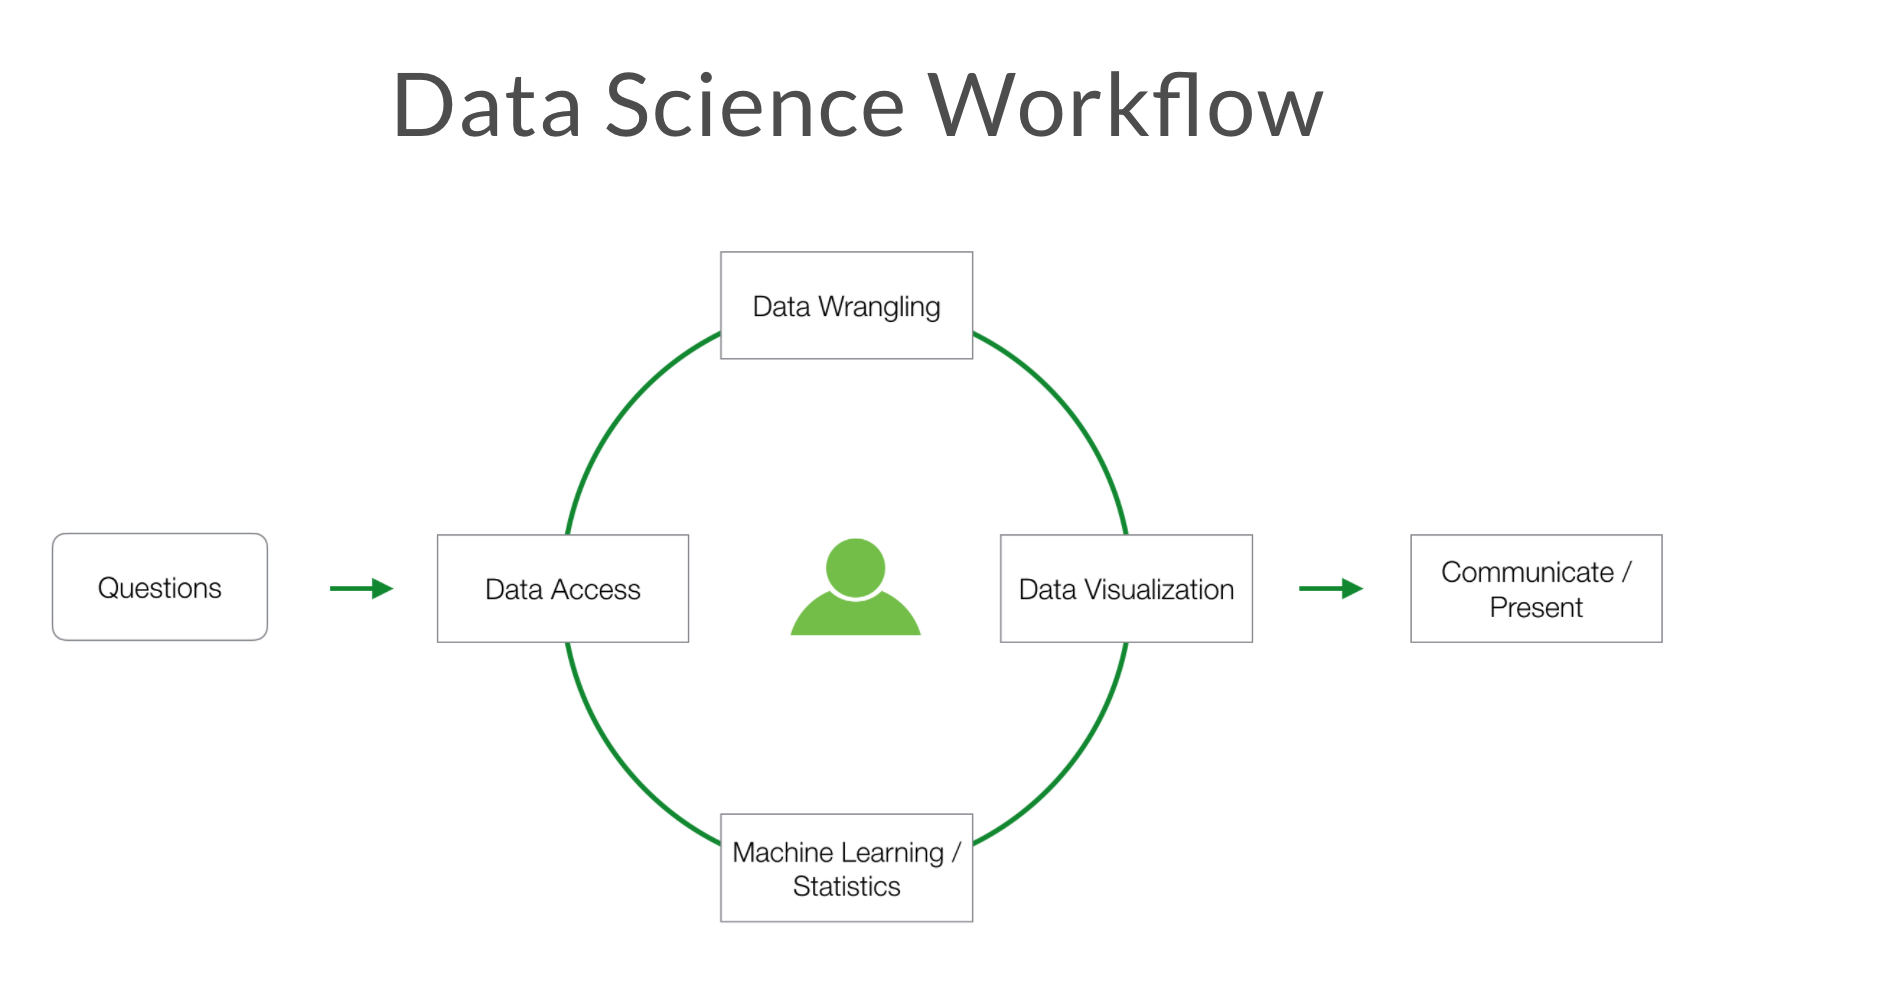 Data Science Workflow
Data Wrangling
Questions
Data Access
Data Visualization
Communicate /
Present
Machine Learning /
Statistics